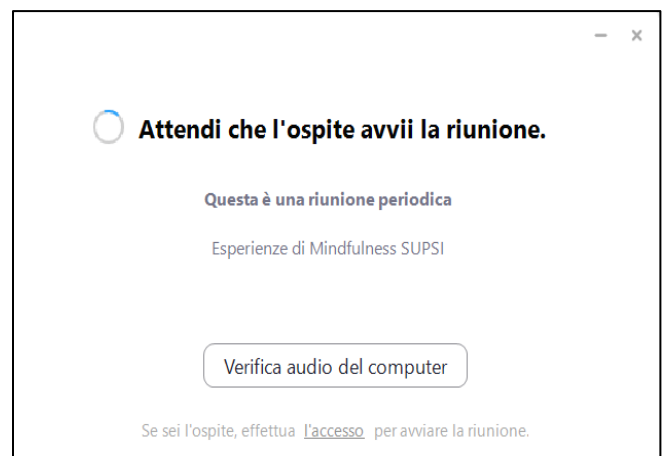 Attendi che l'ospite avvii la riunione.
Questa è una riunione periodica
Esperienze di Mindfulness SUPSI
Verifica audio del computer
Se sei l'ospite, effettua l'accesso per avviare la riunione.